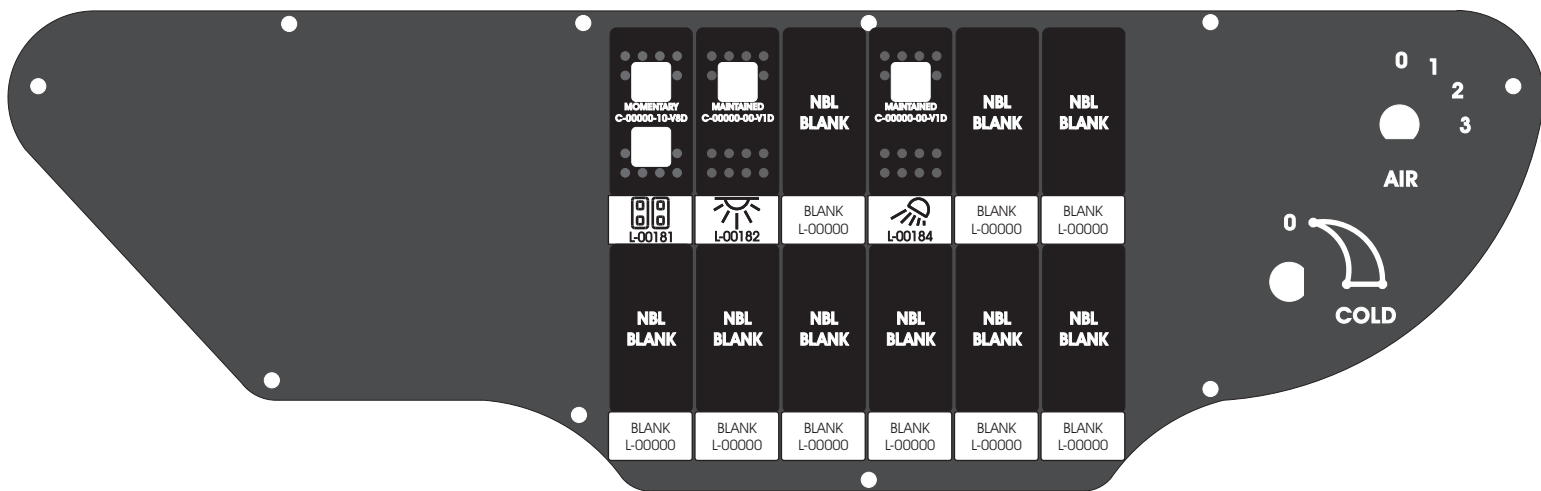 MOMENTARY
C-00000-10-V8D
MAINTAINED
C-00000-00-V1D
NBL
BLANK
MAINTAINED
C-00000-00-V1D
NBL
BLANK
NBL
BLANK
0
1
2
3
AIR
L-00181
L-00182
BLANK
L-00000
L-00184
BLANK
L-00000
BLANK
L-00000
0
COLD
NBL
BLANK
NBL
BLANK
NBL
BLANK
NBL
BLANK
NBL
BLANK
NBL
BLANK
BLANK
L-00000
BLANK
L-00000
BLANK
L-00000
BLANK
L-00000
BLANK
L-00000
BLANK
L-00000